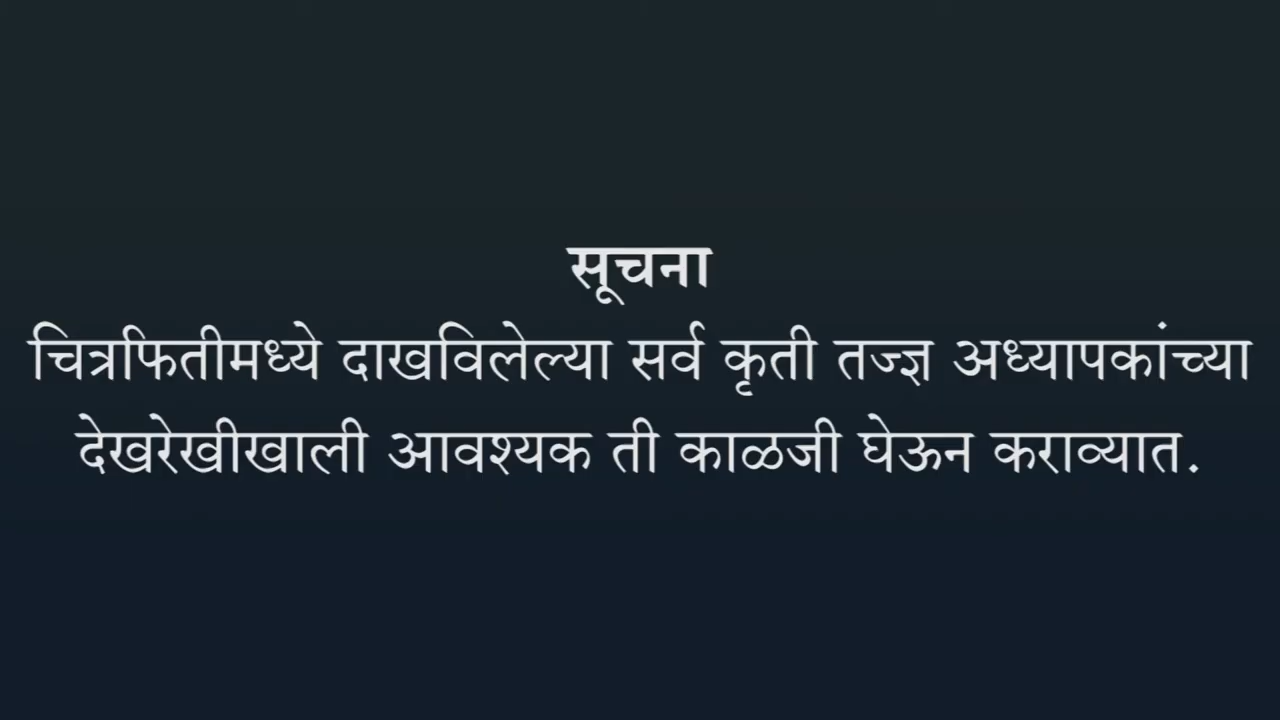 सूचना
चित्रफितीमध्ये दाखविलेल्या सर्व कृती तज्ज्ञ अध्यापकांच्या
देखरेखीखाली आवश्यक ती काळजी घेऊन कराव्यात.